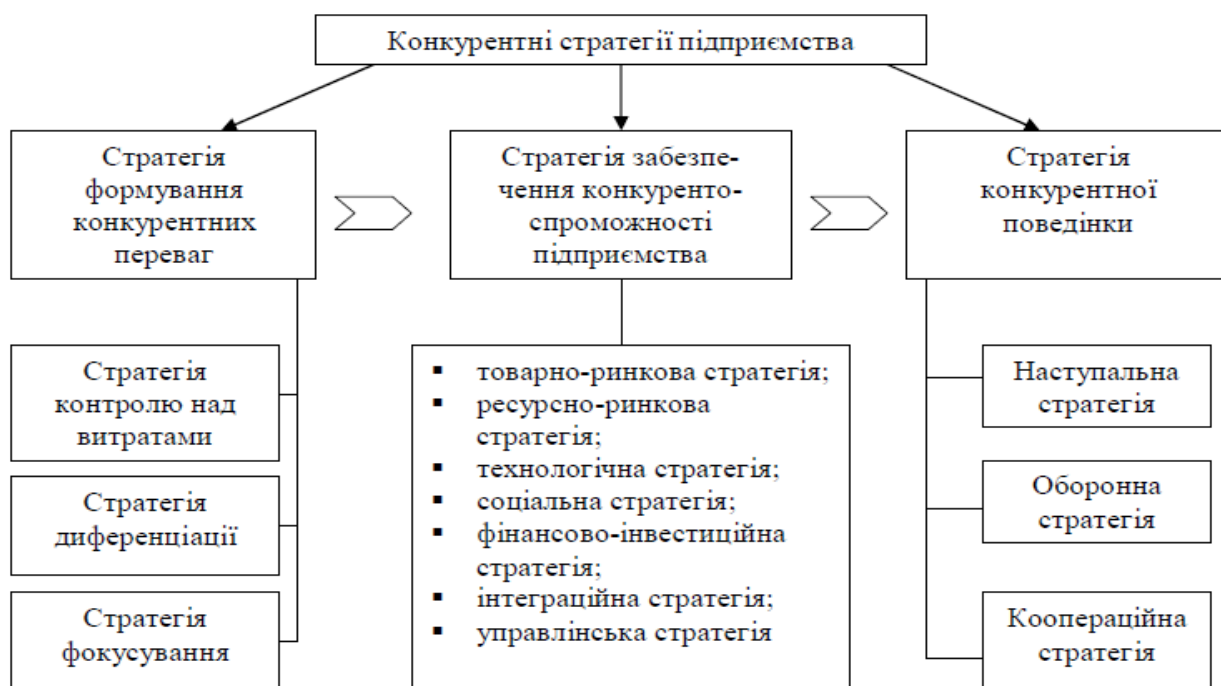 Конкурентні стратегії підприємства
Стратегія
формування
конкурентних
переваг
Стратегія забезпе-
чення конкуренто-
спроможності
підприємства
Стратегія
конкурентної
поведінки
Стратегія
контролю над
витратами
Стратегія
диференціації
Стратегія
фокусування
▪ товарно-ринкова стратегія;
▪ ресурсно-ринкова
стратегія;
▪ технологічна стратегія;
▪ соціальна стратегія;
▪ фінансово-інвестиційна
стратегія;
▪ інтеграційна стратегія;
▪ управлінська стратегія
Наступальна
стратегія
Оборонна
стратегія
Коопераційна
стратегія